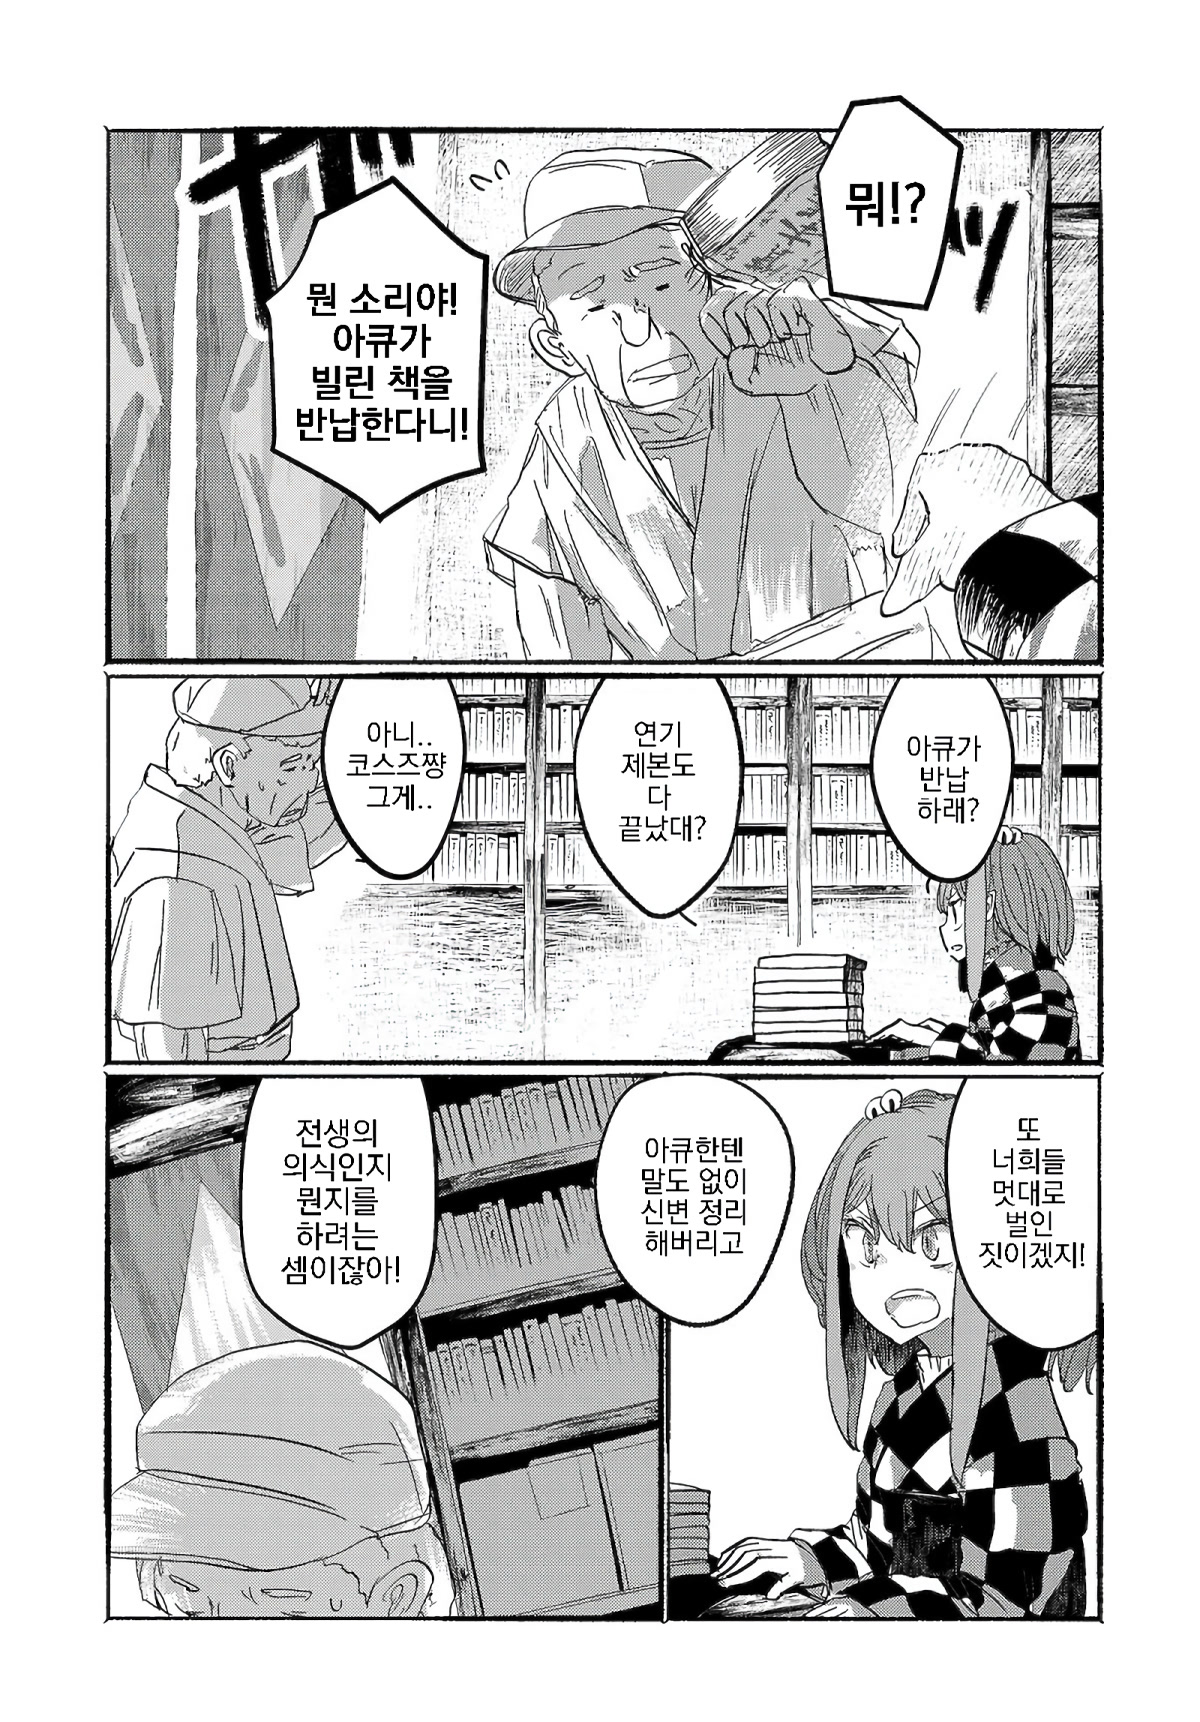 뭐!?
뭔 소리야!
아큐가
빌린 책을
반납한다니!
ガッ
아큐가
반납
하래?
연기
제본도
다
끝났대?
아니..
코스즈쨩
그게..
또
너희들
멋대로
벌인
짓이겠지!
아큐한텐
말도 없이
신변 정리
해버리고
전생의
의식인지
뭔지를
하려는
셈이잖아!